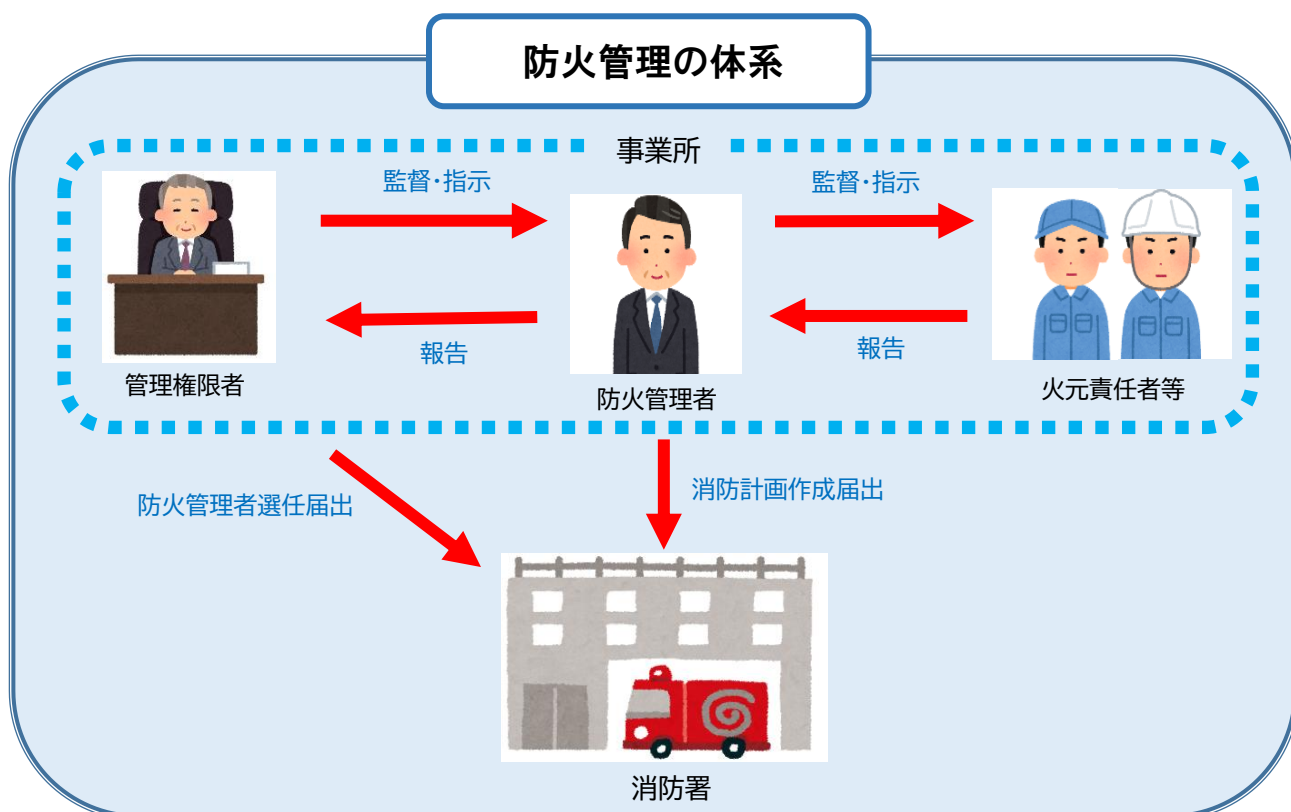 防火管理の体系
事業所
監督・指示
監督・指示
報告
報告
管理権限者
防火管理者
火元責任者等
防火管理者選任届出
消防計画作成届出
消防署